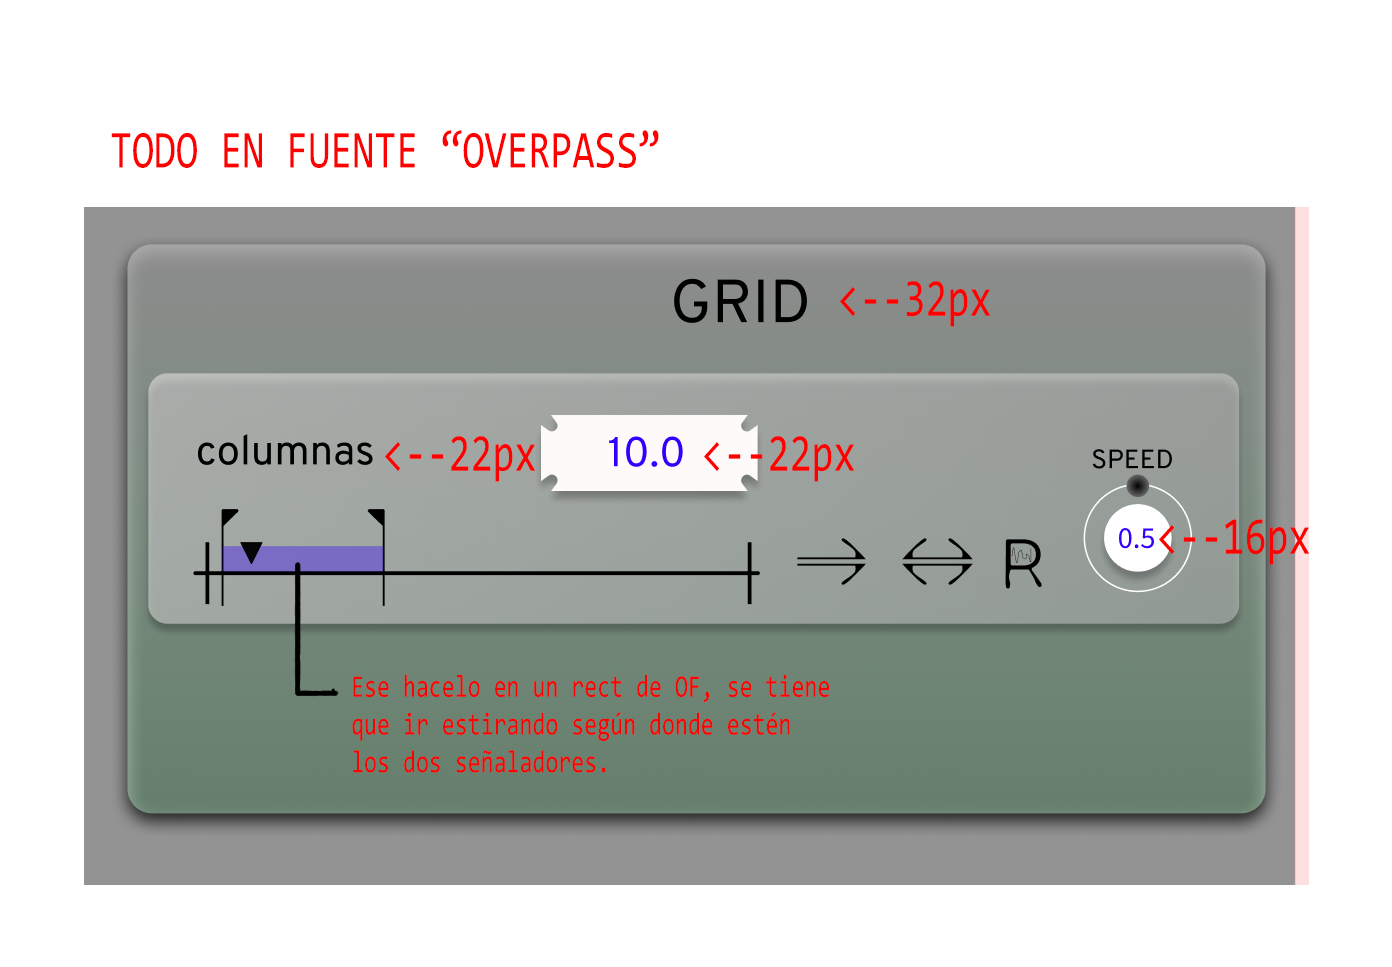 TODO EN FUENTE “OVERPASS”
GRID <--32px
columnas <--22px 10.0 <--22px
SPEED
0.5 <--16px
R
Ese hacelo en un rect de OF, se tiene
que ir estirando según donde estén
los dos señaladores.